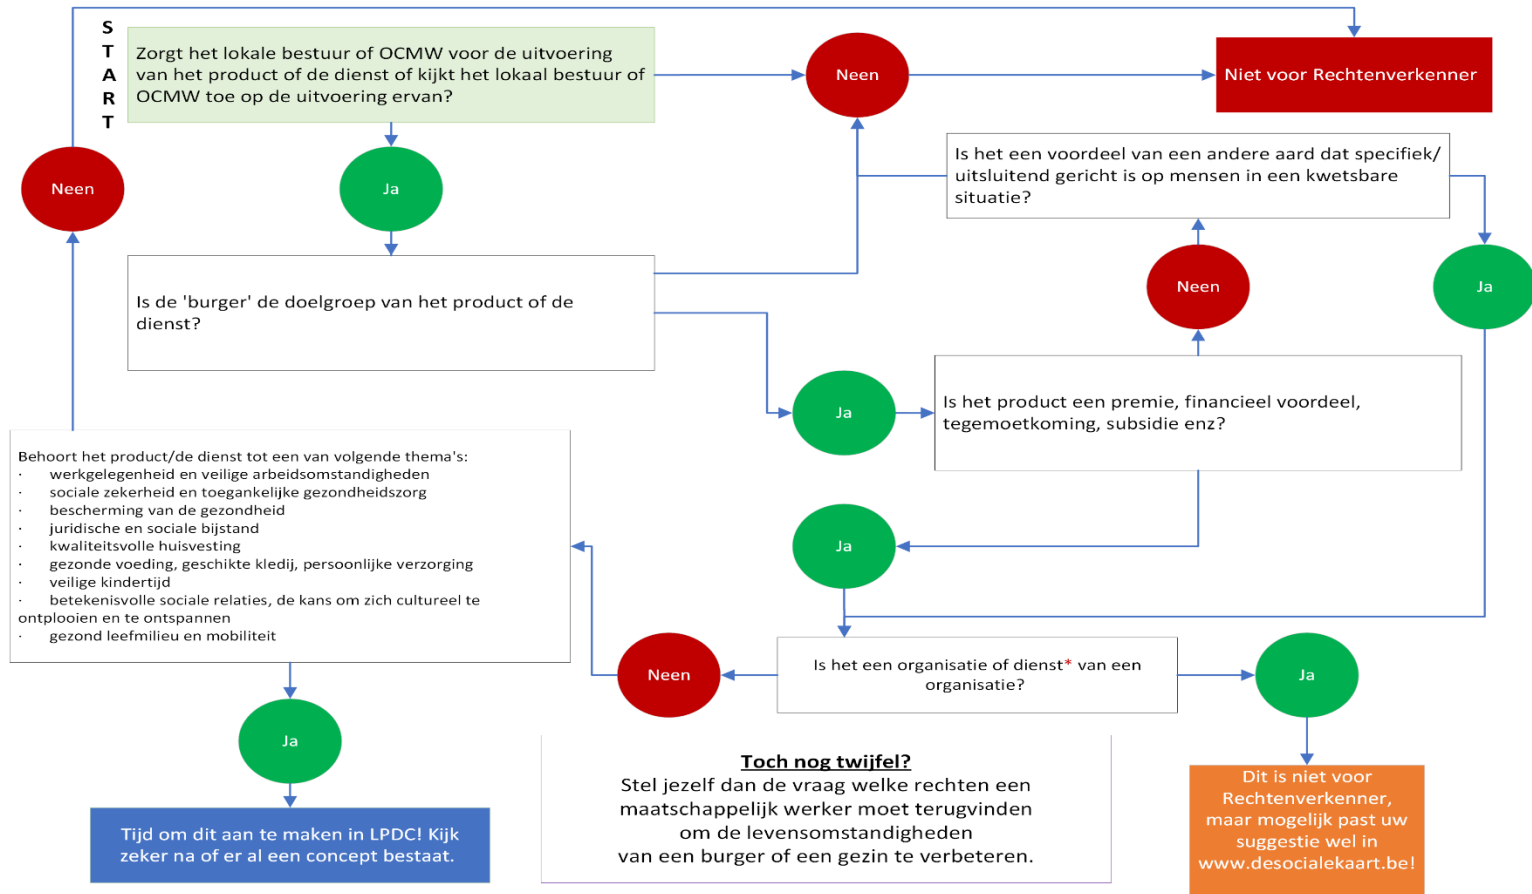 START
Zorgt het lokale bestuur of OCMW voor de uitvoering
van het product of de dienst of kijkt het lokaal bestuur of
OCMW toe op de uitvoering ervan?
Neen
Niet voor Rechtenverkenner
Neen
Ja
Is het een voordeel van een andere aard dat specifiek/
uitsluitend gericht is op mensen in een kwetsbare
situatie?
Is de 'burger' de doelgroep van het product of de
dienst?
Neen
Ja
Ja
Is het product een premie, financieel voordeel,
tegemoetkoming, subsidie enz?
Behoort het product/de dienst tot een van volgende thema's:
· werkgelegenheid en veilige arbeidsomstandigheden
· sociale zekerheid en toegankelijke gezondheidszorg
· bescherming van de gezondheid
· juridische en sociale bijstand
· kwaliteitsvolle huisvesting
· gezonde voeding, geschikte kledij, persoonlijke verzorging
· veilige kindertijd
· betekenisvolle sociale relaties, de kans om zich cultureel te
ontplooien en te ontspannen
· gezond leefmilieu en mobiliteit
Ja
Neen
Is het een organisatie of dienst* van een
organisatie?
Ja
Ja
Tijd om dit aan te maken in LPDC! Kijk
zeker na of er al een concept bestaat.
Toch nog twijfel?
Stel jezelf dan de vraag welke rechten een
maatschappelijk werker moet terugvinden
om de levensomstandigheden
van een burger of een gezin te verbeteren.
Dit is niet voor
Rechtenverkenner,
maar mogelijk past uw
suggestie wel in
www.desocialekaart.be!